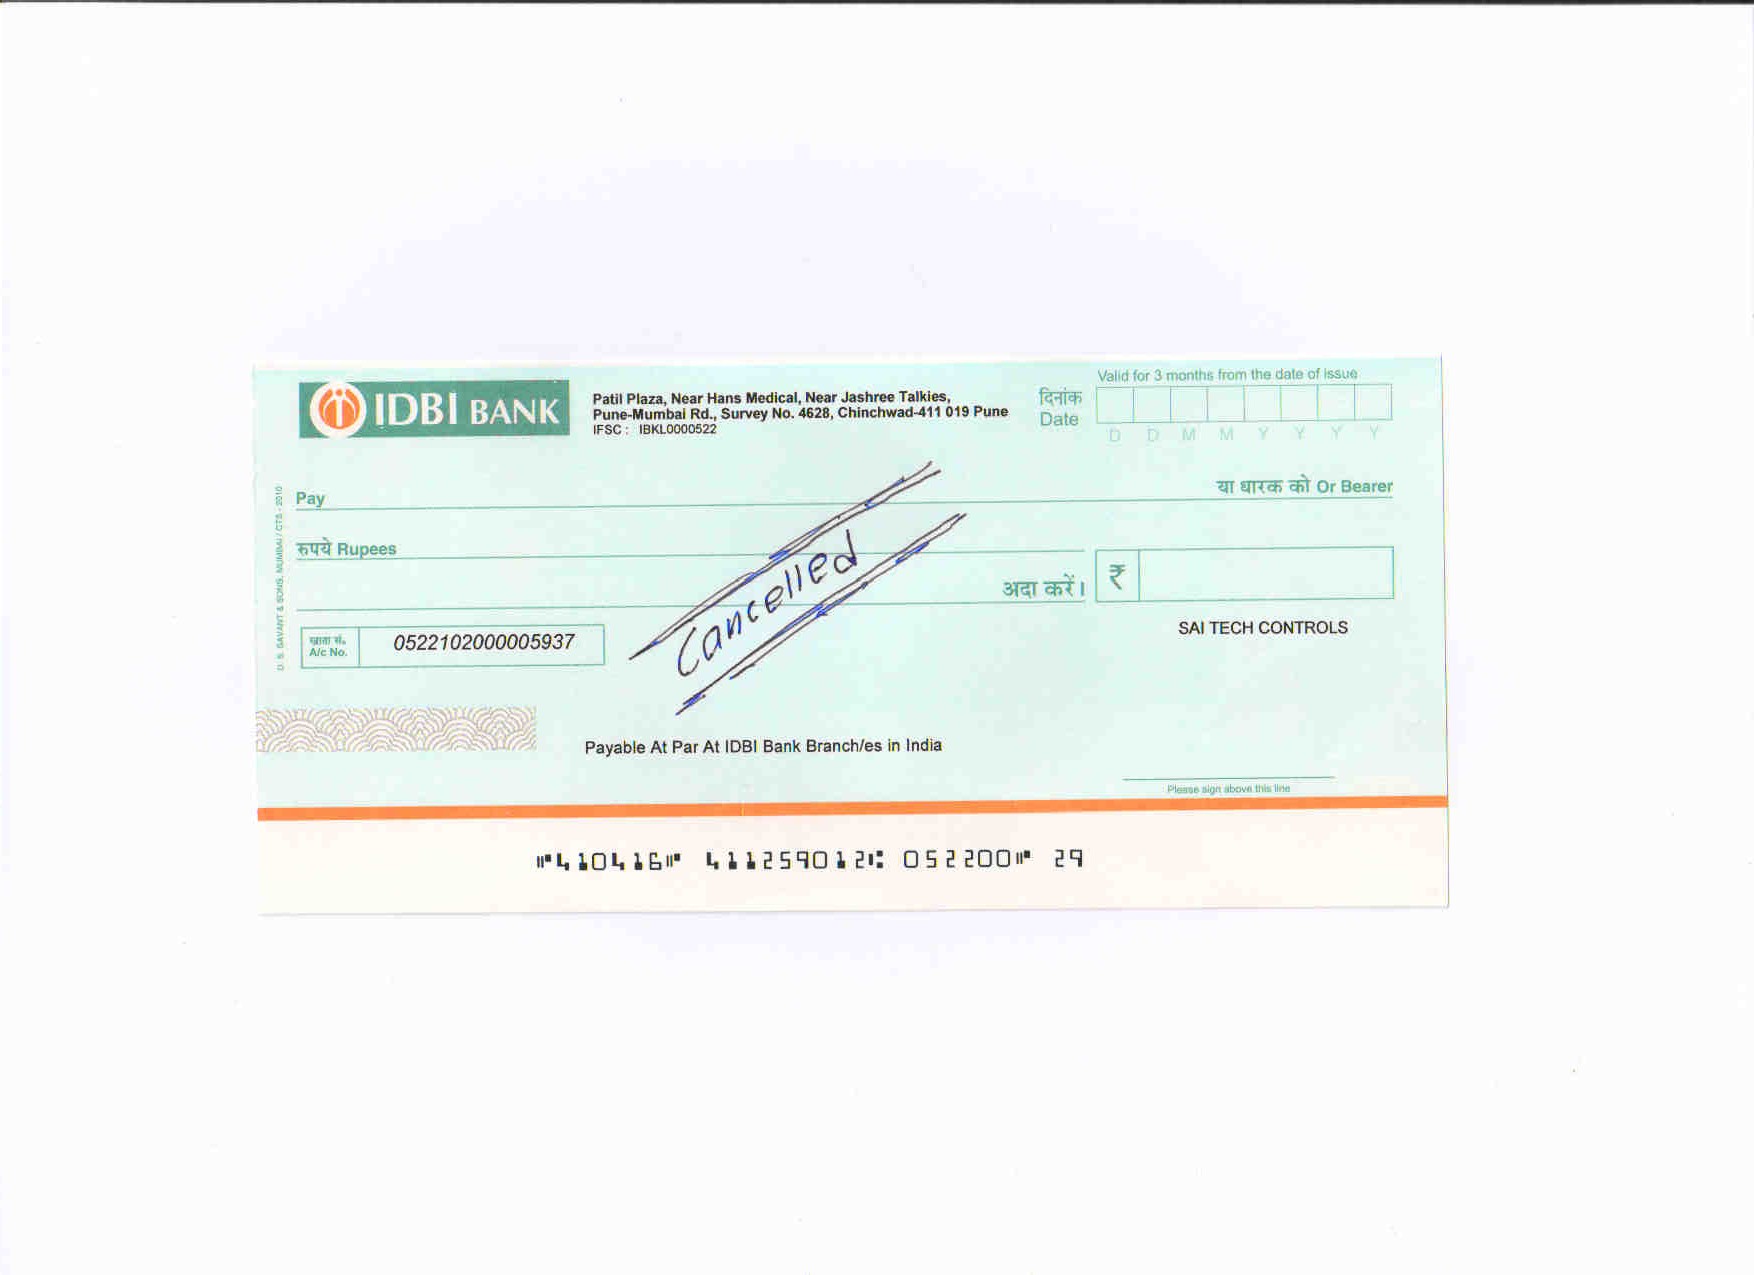 IDBI BANK
Patil Plaza, Near Hans Medical, Near Jashree Talkies,
Pune-Mumbai Rd., Survey No. 4628, Chinchwad-411 019 Pune
IFSC : IBKL0000522
Valid for 3 months from the date of issue
दिनांक
Date
D D M M Y Y Y Y
Pay
या धारक को Or Bearer
रुपये Rupees
अदा करें।
₹
Cancelled
खाता सं.
A/c No.
0522102000005937
SAI TECH CONTROLS
D. S. SAVANT & SONS, MUMBAI / CTS - 2010
Payable At Par At IDBI Bank Branch/es in India
Please sign above this line
⑈410416⑈ 411259012⑆ 052200⑈ 29